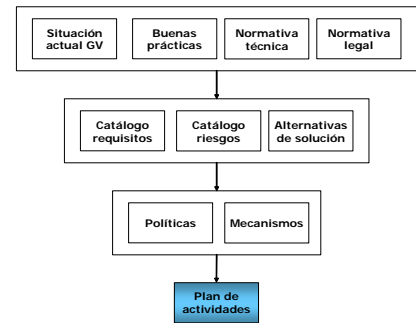 Situación
actual GV
Buenas
prácticas
Normativa
técnica
Normativa
legal
Catálogo
requisitos
Catálogo
riesgos
Alternativas
de solución
Políticas
Mecanismos
Plan de
actividades